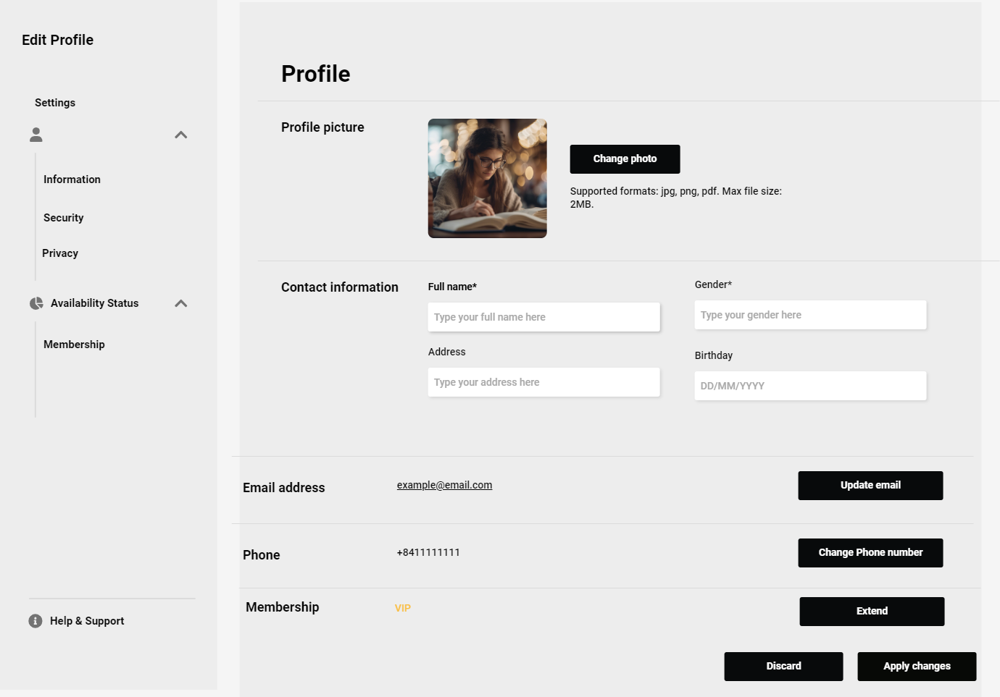 Edit Profile
Settings
Information
Security
Privacy
Availability Status
Membership
Help & Support
Profile
Profile picture
Change photo
Supported formats: jpg, png, pdf. Max file size:
2MB.
Contact information
Full name*
Type your full name here
Gender*
Type your gender here
Address
Type your address here
Birthday
DD/MM/YYYY
Email address
example@email.com
Update email
Phone
+8411111111
Change Phone number
Membership
VIP
Extend
Discard
Apply changes